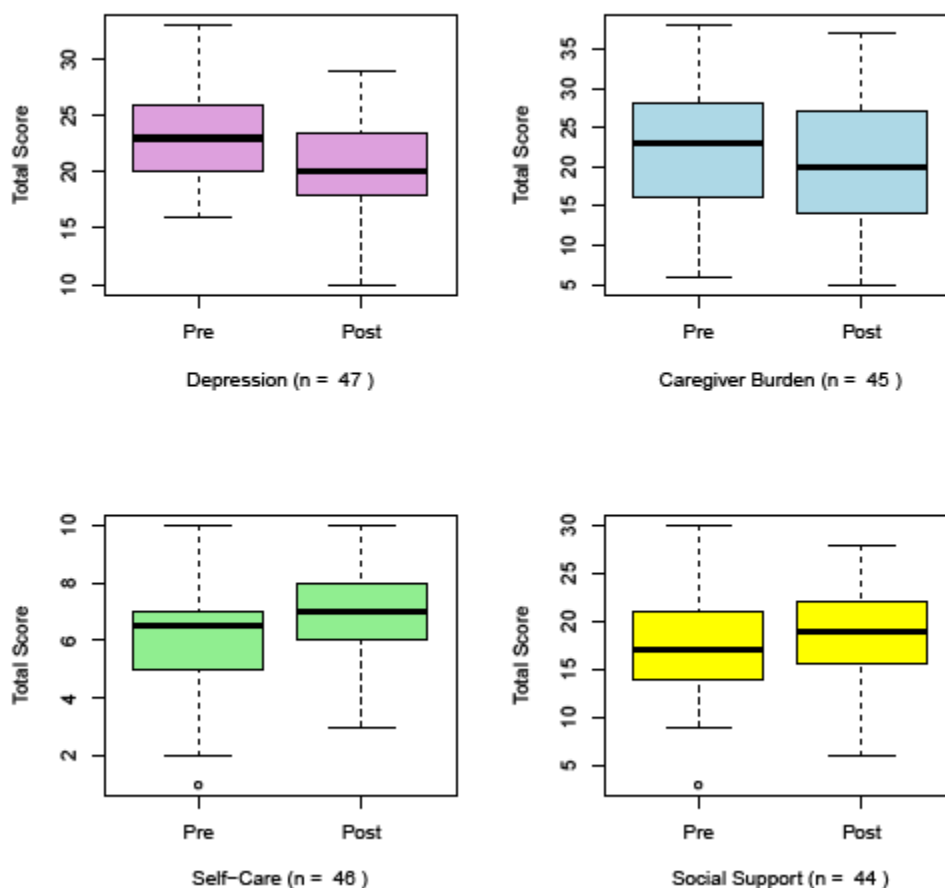 Total Score
30
25
20
15
10
Pre
Post
Depression (n = 47 )
Total Score
35
30
25
20
15
10
5
Pre
Post
Caregiver Burden (n = 45 )
Total Score
10
8
6
4
2
Pre
Post
Self-Care (n = 46 )
Total Score
30
25
20
15
10
5
Pre
Post
Social Support (n = 44 )